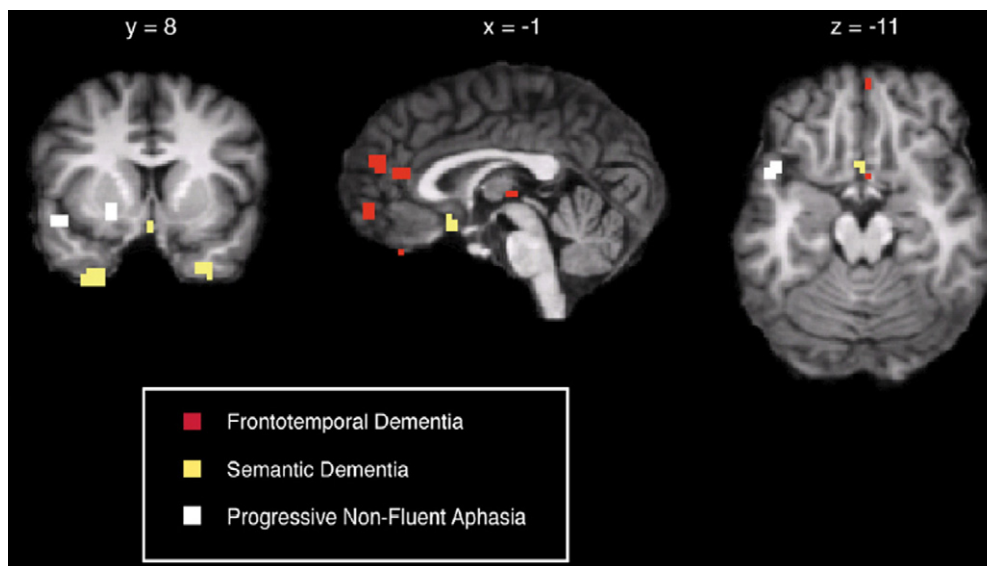 y = 8
x = -1
z = -11
Frontotemporal Dementia
Semantic Dementia
Progressive Non-Fluent Aphasia